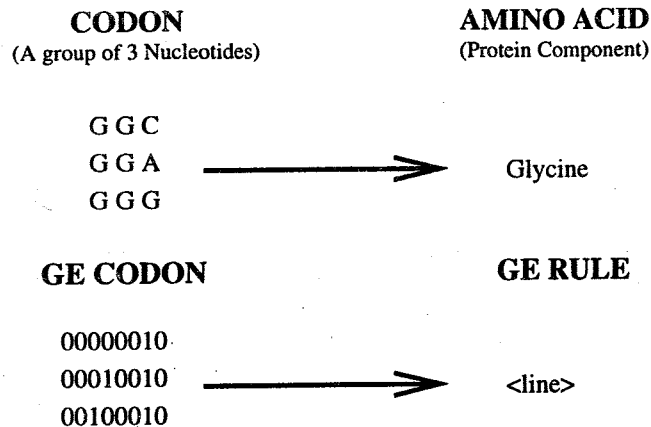 CODON AMINO ACID
(A group of 3 Nucleotides) (Protein Component)
G G C
G G A Glycine
G G G
GE CODON GE RULE
00000010
00010010 <line>
00100010